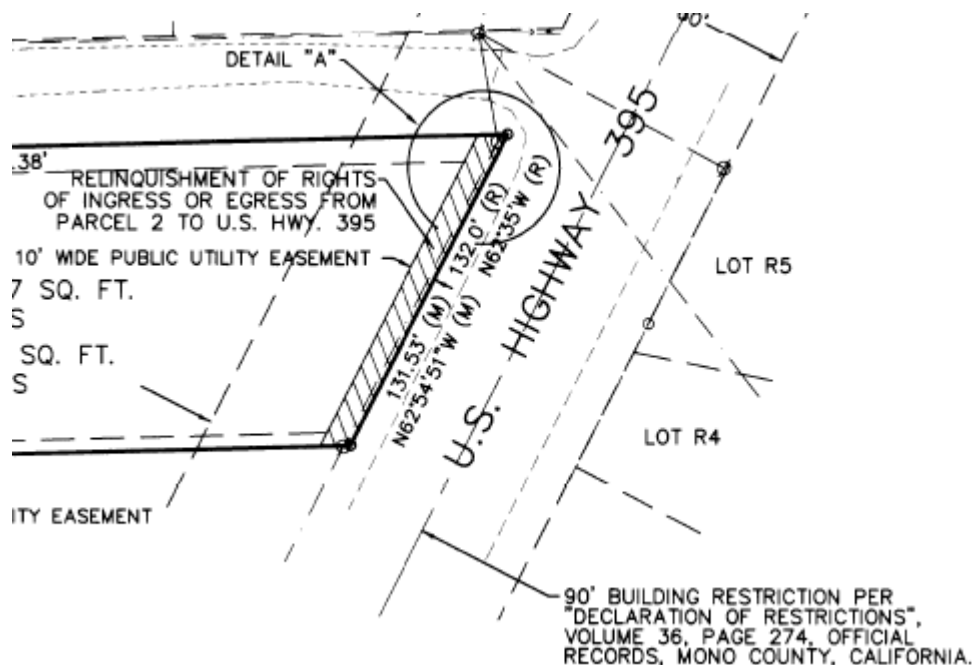 90'
DETAIL "A"
.38'
RELINQUISHMENT OF RIGHTS
OF INGRESS OR EGRESS FROM
PARCEL 2 TO U.S. HWY. 395
10' WIDE PUBLIC UTILITY EASEMENT
7 SQ. FT.
S
SQ. FT.
S
131.53' (M) 132.0' (R)
N62°54'51"W (M) N62°35'W (R)
U.S. HIGHWAY 395
LOT R5
LOT R4
ITY EASEMENT
90' BUILDING RESTRICTION PER
"DECLARATION OF RESTRICTIONS",
VOLUME 36, PAGE 274, OFFICIAL
RECORDS, MONO COUNTY, CALIFORNIA.